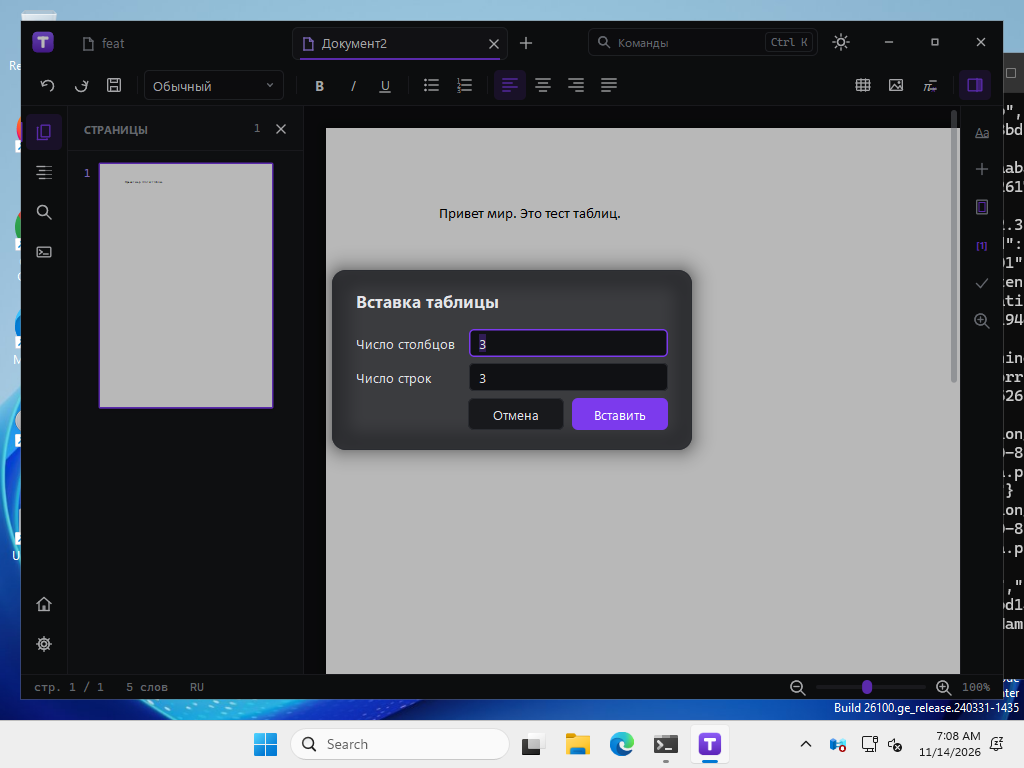 feat
Документ2
Команды
Ctrl K
Обычный
B
I
U
СТРАНИЦЫ
1
1
Привет мир. Это тест таблиц.
Вставка таблицы
Число столбцов
3
Число строк
3
Отмена
Вставить
Aa
[1]
стр. 1 / 1
5 слов
RU
100%
Build 26100.ge_release.240331-1435
Search
7:08 AM
11/14/2026